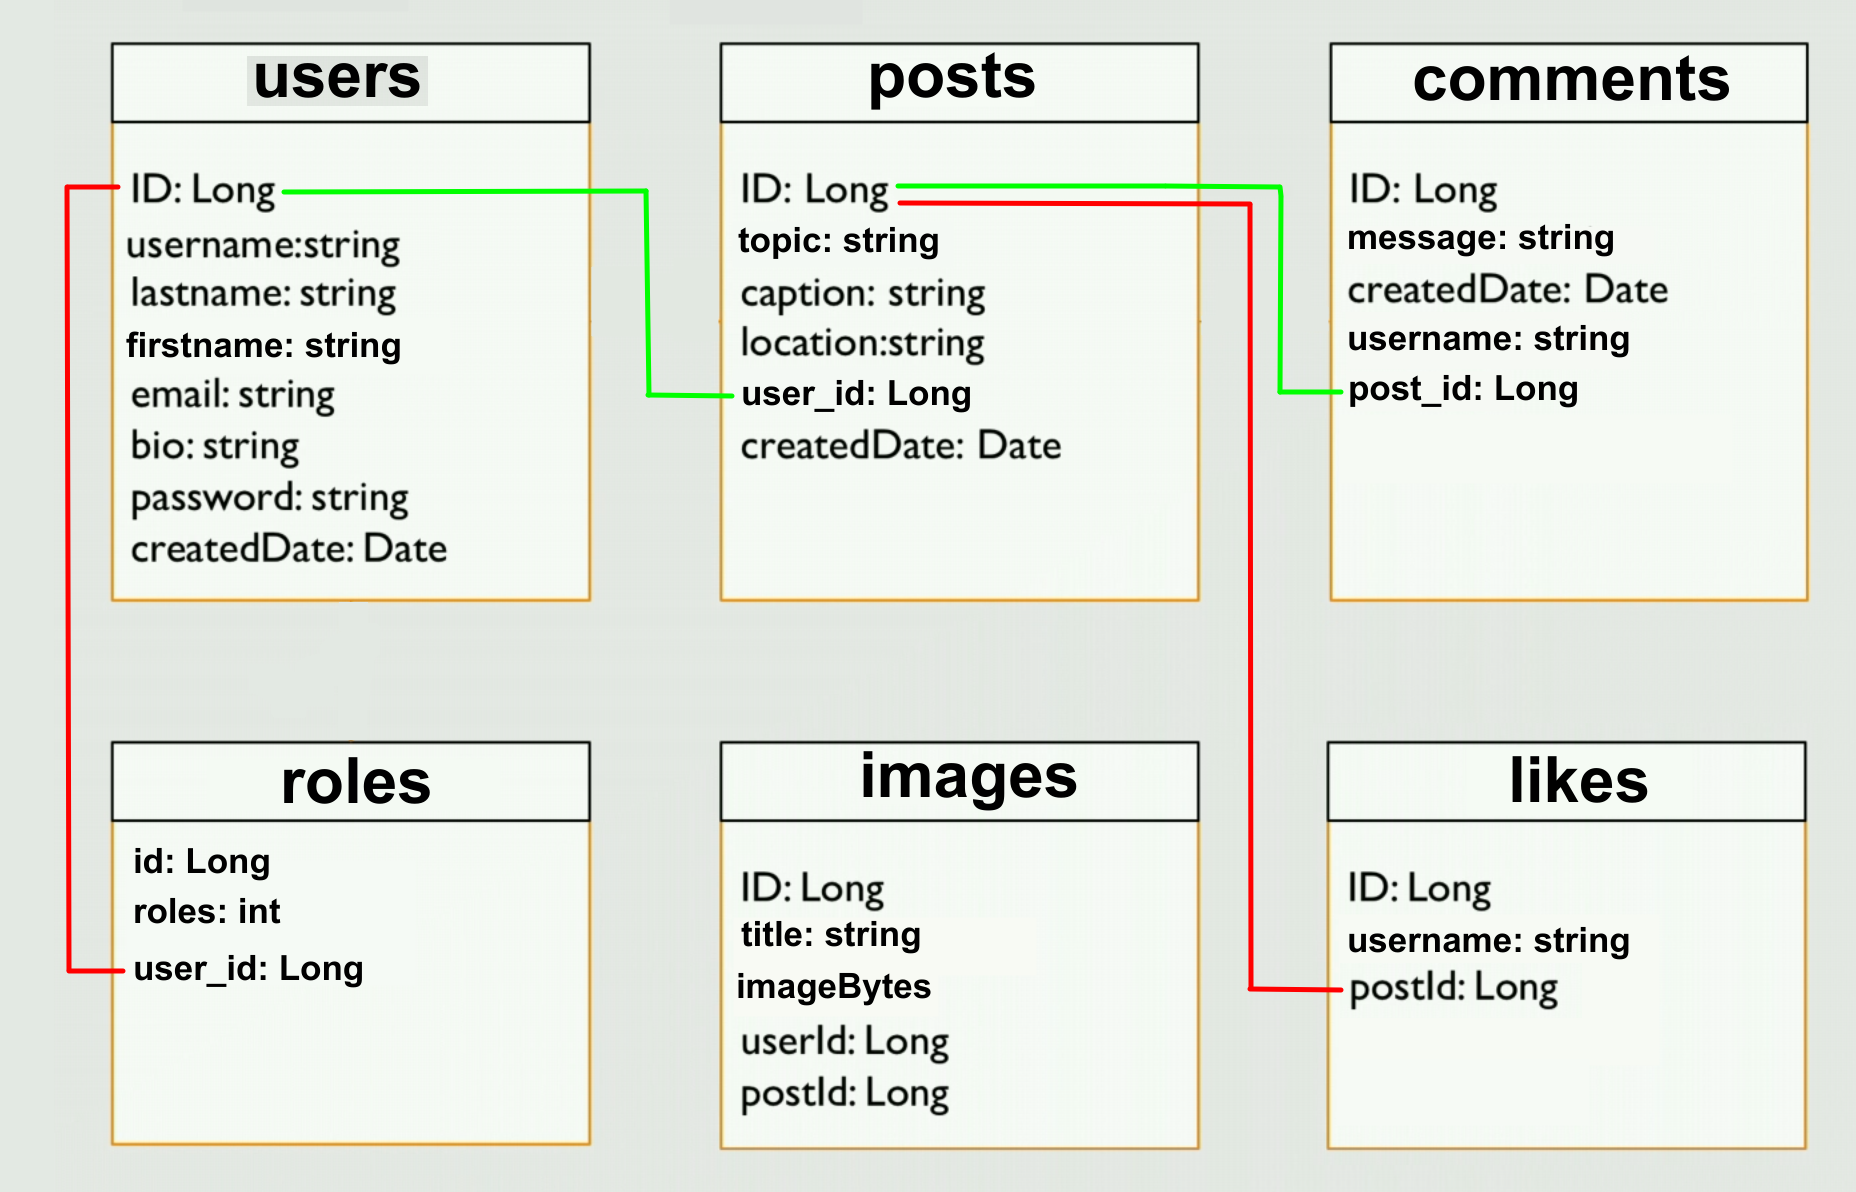 users
ID: Long
username:string
lastname: string
firstname: string
email: string
bio: string
password: string
createdDate: Date
posts
ID: Long
topic: string
caption: string
location:string
user_id: Long
createdDate: Date
comments
ID: Long
message: string
createdDate: Date
username: string
post_id: Long
roles
id: Long
roles: int
user_id: Long
images
ID: Long
title: string
imageBytes
userId: Long
postId: Long
likes
ID: Long
username: string
postId: Long